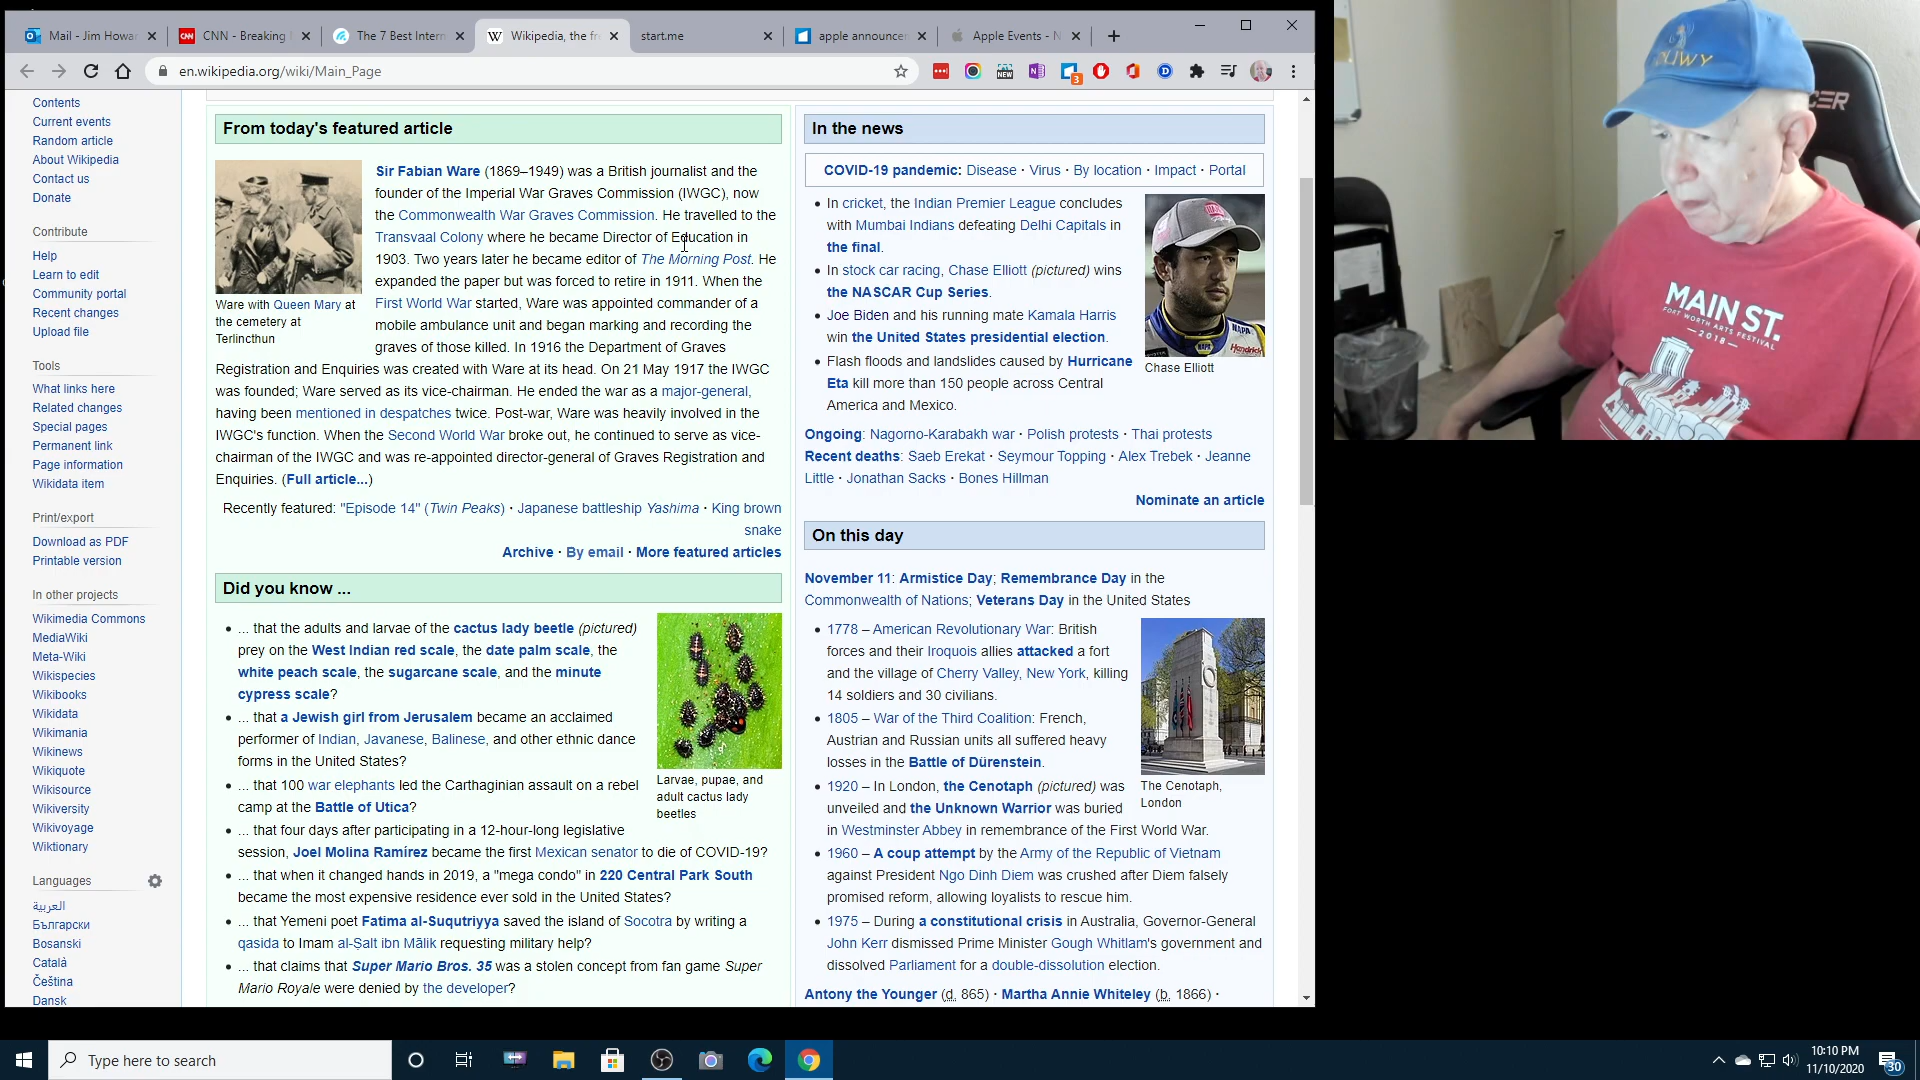 Mail - Jim Howar
CNN - Breaking
The 7 Best Inter
Wikipedia, the fr
start.me
apple announce
Apple Events - N
en.wikipedia.org/wiki/Main_Page
NEW
3
Contents
Current events
Random article
About Wikipedia
Contact us
Donate
Contribute
Help
Learn to edit
Community portal
Recent changes
Upload file
Tools
What links here
Related changes
Special pages
Permanent link
Page information
Wikidata item
Print/export
Download as PDF
Printable version
In other projects
Wikimedia Commons
MediaWiki
Meta-Wiki
Wikispecies
Wikibooks
Wikidata
Wikimania
Wikinews
Wikiquote
Wikisource
Wikiversity
Wikivoyage
Wiktionary
Languages
العربية
Български
Bosanski
Català
Čeština
Dansk
From today's featured article
Ware with Queen Mary at
the cemetery at
Terlincthun
Sir Fabian Ware (1869–1949) was a British journalist and the
founder of the Imperial War Graves Commission (IWGC), now
the Commonwealth War Graves Commission. He travelled to the
Transvaal Colony where he became Director of Education in
1903. Two years later he became editor of The Morning Post. He
expanded the paper but was forced to retire in 1911. When the
First World War started, Ware was appointed commander of a
mobile ambulance unit and began marking and recording the
graves of those killed. In 1916 the Department of Graves
Registration and Enquiries was created with Ware at its head. On 21 May 1917 the IWGC
was founded; Ware served as its vice-chairman. He ended the war as a major-general,
having been mentioned in despatches twice. Post-war, Ware was heavily involved in the
IWGC's function. When the Second World War broke out, he continued to serve as vice-
chairman of the IWGC and was re-appointed director-general of Graves Registration and
Enquiries. (Full article...)
Recently featured: "Episode 14" (Twin Peaks) · Japanese battleship Yashima · King brown
snake
Archive · By email · More featured articles
Did you know ...
... that the adults and larvae of the cactus lady beetle (pictured)
prey on the West Indian red scale, the date palm scale, the
white peach scale, the sugarcane scale, and the minute
cypress scale?
... that a Jewish girl from Jerusalem became an acclaimed
performer of Indian, Javanese, Balinese, and other ethnic dance
forms in the United States?
... that 100 war elephants led the Carthaginian assault on a rebel
camp at the Battle of Utica?
... that four days after participating in a 12-hour-long legislative
session, Joel Molina Ramírez became the first Mexican senator to die of COVID-19?
... that when it changed hands in 2019, a "mega condo" in 220 Central Park South
became the most expensive residence ever sold in the United States?
... that Yemeni poet Fatima al-Suqutriyya saved the island of Socotra by writing a
qasida to Imam al-Ṣalt ibn Mālik requesting military help?
... that claims that Super Mario Bros. 35 was a stolen concept from fan game Super
Mario Royale were denied by the developer?
Larvae, pupae, and
adult cactus lady
beetles
In the news
COVID-19 pandemic: Disease · Virus · By location · Impact · Portal
In cricket, the Indian Premier League concludes
with Mumbai Indians defeating Delhi Capitals in
the final.
In stock car racing, Chase Elliott (pictured) wins
the NASCAR Cup Series.
Joe Biden and his running mate Kamala Harris
win the United States presidential election.
Flash floods and landslides caused by Hurricane
Eta kill more than 150 people across Central
America and Mexico.
NAPA
Hendrick
Chase Elliott
Ongoing: Nagorno-Karabakh war · Polish protests · Thai protests
Recent deaths: Saeb Erekat · Seymour Topping · Alex Trebek · Jeanne
Little · Jonathan Sacks · Bones Hillman
Nominate an article
On this day
November 11: Armistice Day; Remembrance Day in the
Commonwealth of Nations; Veterans Day in the United States
1778 – American Revolutionary War: British
forces and their Iroquois allies attacked a fort
and the village of Cherry Valley, New York, killing
14 soldiers and 30 civilians.
1805 – War of the Third Coalition: French,
Austrian and Russian units all suffered heavy
losses in the Battle of Dürenstein.
1920 – In London, the Cenotaph (pictured) was
unveiled and the Unknown Warrior was buried
in Westminster Abbey in remembrance of the First World War.
1960 – A coup attempt by the Army of the Republic of Vietnam
against President Ngo Dinh Diem was crushed after Diem falsely
promised reform, allowing loyalists to rescue him.
1975 – During a constitutional crisis in Australia, Governor-General
John Kerr dismissed Prime Minister Gough Whitlam's government and
dissolved Parliament for a double-dissolution election.
Antony the Younger (d. 865) · Martha Annie Whiteley (b. 1866) ·
The Cenotaph,
London
MAIN ST.
FORT WORTH ARTS FESTIVAL
2018
Type here to search
10:10 PM
11/10/2020
30